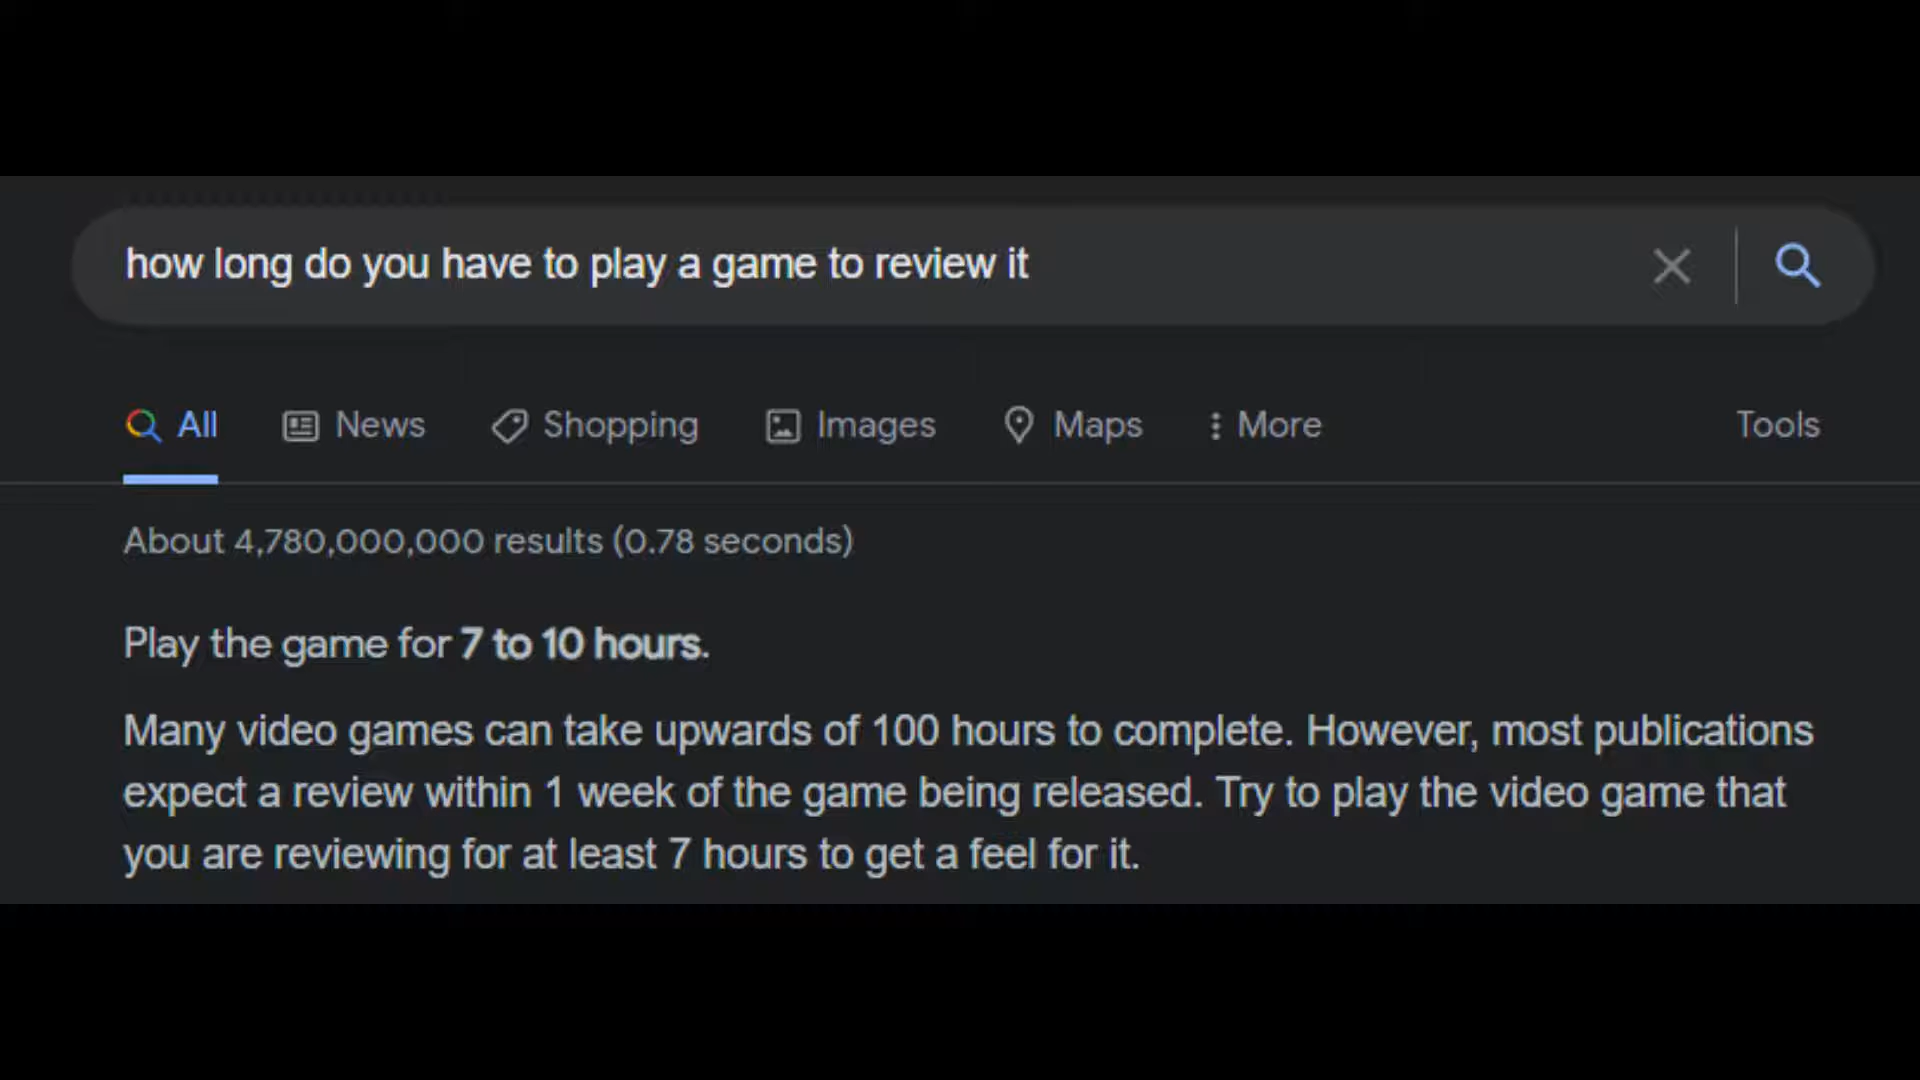 how long do you have to play a game to review it
All News Shopping Images Maps More Tools
About 4,780,000,000 results (0.78 seconds)
Play the game for 7 to 10 hours.
Many video games can take upwards of 100 hours to complete. However, most publications
expect a review within 1 week of the game being released. Try to play the video game that
you are reviewing for at least 7 hours to get a feel for it.